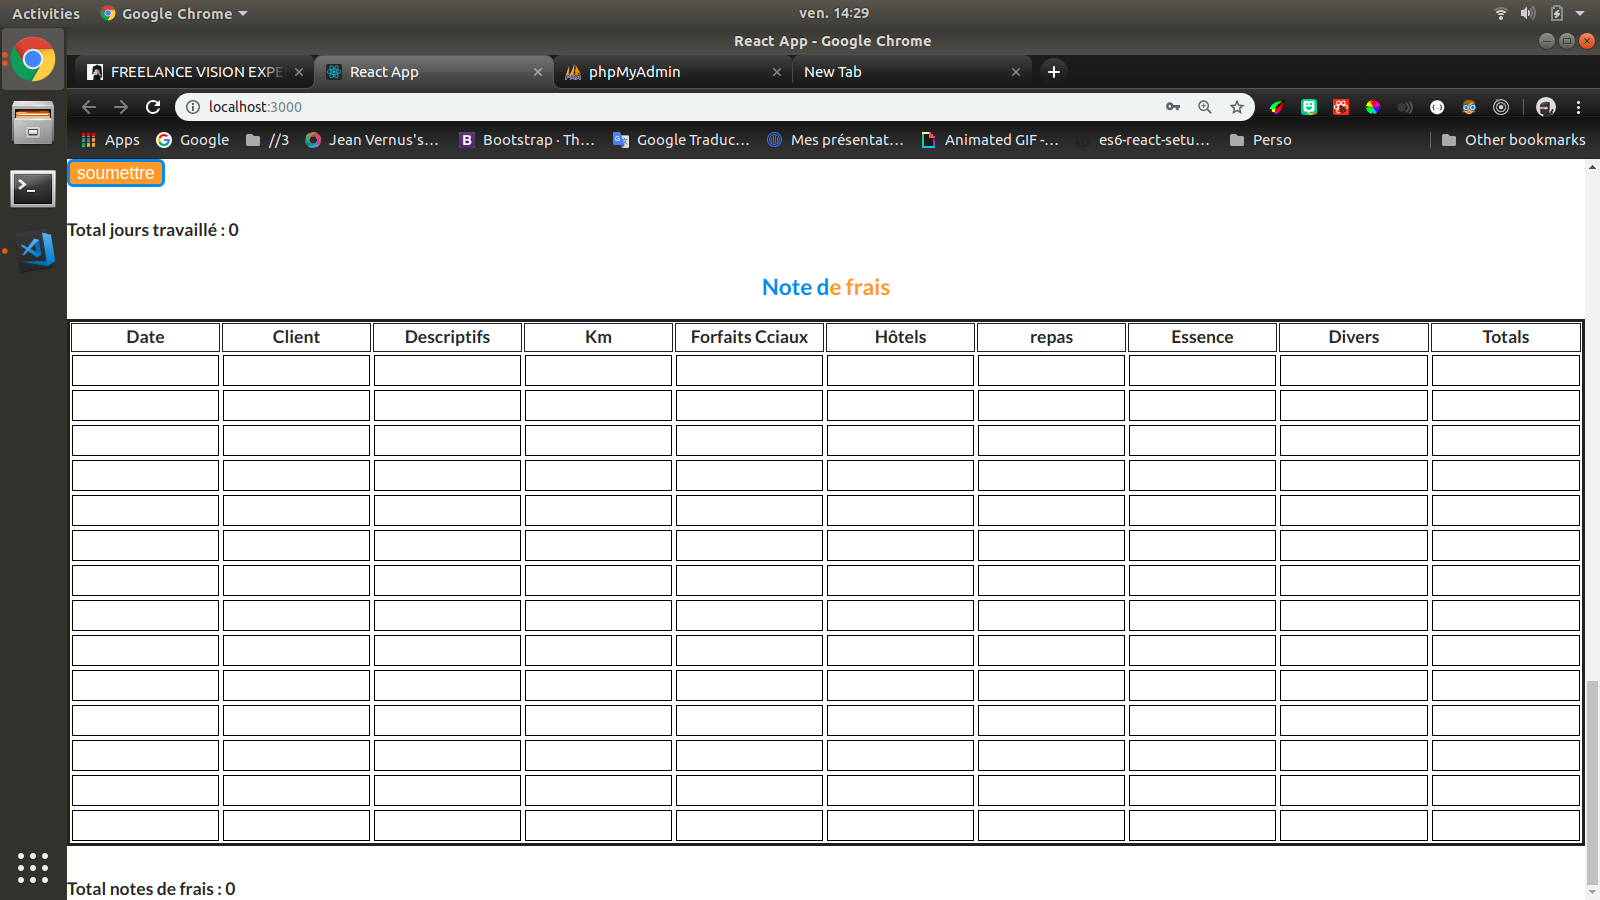 Activities Google Chrome ven. 14:29
React App - Google Chrome
FREELANCE VISION EXPE React App phpMyAdmin New Tab
localhost:3000
Apps Google //3 Jean Vernus's... Bootstrap · Th... Google Traduc... Mes présentat... Animated GIF -... es6-react-setu... Perso Other bookmarks
soumettre
Total jours travaillé : 0
Note de frais
Date Client Descriptifs Km Forfaits Cciaux Hôtels repas Essence Divers Totals
Total notes de frais : 0